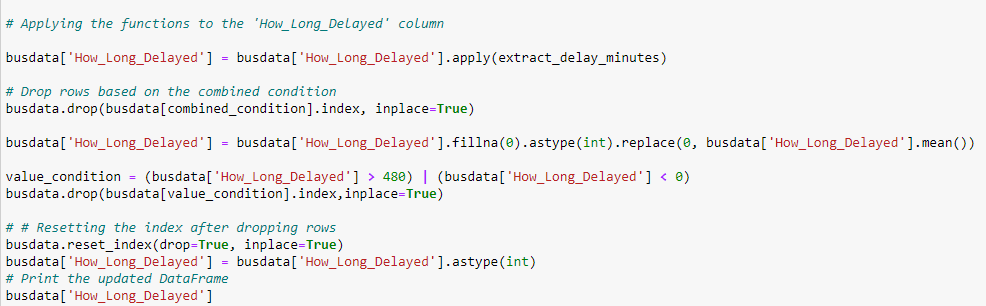 # Applying the functions to the 'How_Long_Delayed' column
busdata['How_Long_Delayed'] = busdata['How_Long_Delayed'].apply(extract_delay_minutes)
# Drop rows based on the combined condition
busdata.drop(busdata[combined_condition].index, inplace=True)
busdata['How_Long_Delayed'] = busdata['How_Long_Delayed'].fillna(0).astype(int).replace(0, busdata['How_Long_Delayed'].mean())
value_condition = (busdata['How_Long_Delayed'] > 480) | (busdata['How_Long_Delayed'] < 0)
busdata.drop(busdata[value_condition].index,inplace=True)
# # Resetting the index after dropping rows
busdata.reset_index(drop=True, inplace=True)
busdata['How_Long_Delayed'] = busdata['How_Long_Delayed'].astype(int)
# Print the updated DataFrame
busdata['How_Long_Delayed']